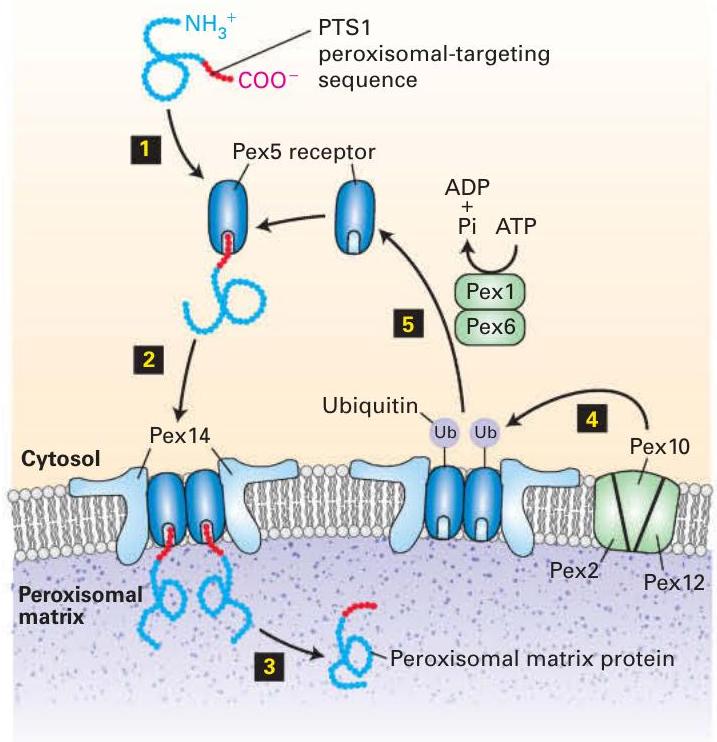 NH₃⁺
PTS1
peroxisomal-targeting
sequence
COO⁻
1
Pex5 receptor
ADP
+
Pi ATP
Pex1
Pex6
5
2
Ubiquitin
Ub Ub
4
Pex14
Pex10
Cytosol
Pex2
Pex12
Peroxisomal
matrix
3
Peroxisomal matrix protein